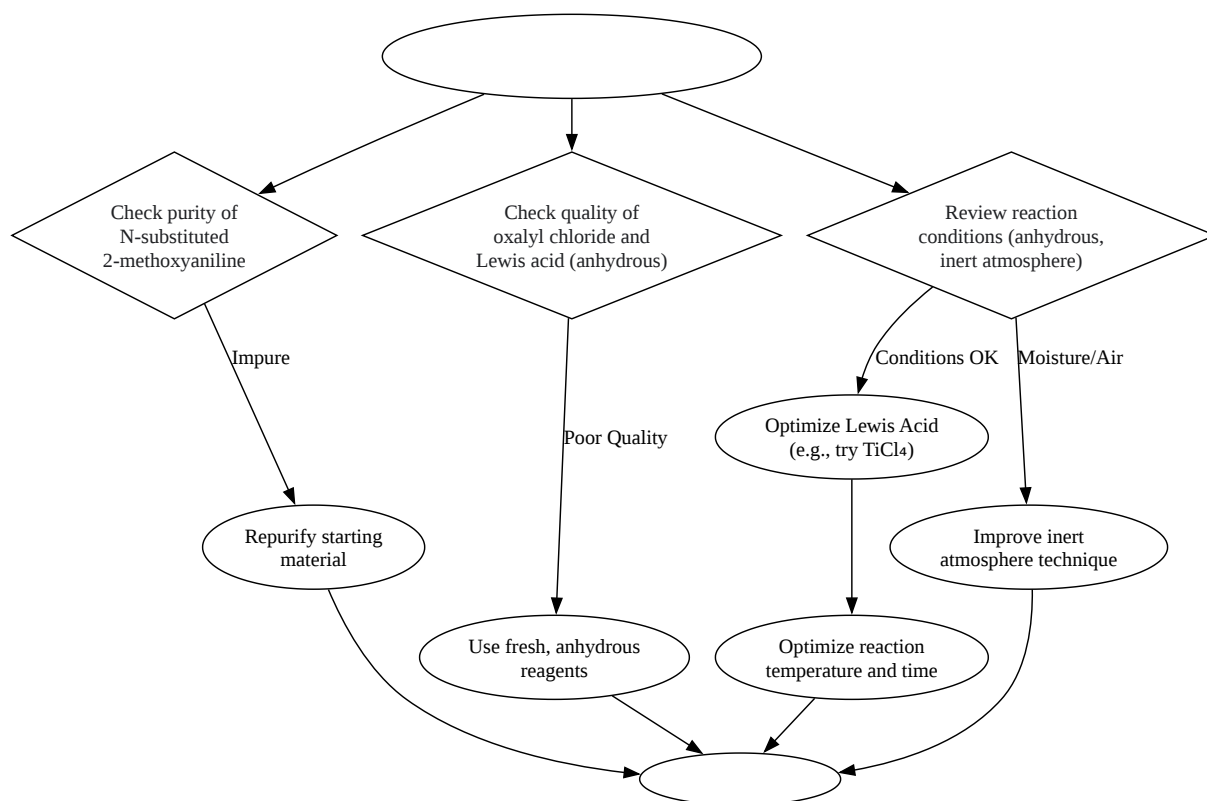 Check purity of
N-substituted
2-methoxyaniline
Check quality of
oxalyl chloride and
Lewis acid (anhydrous)
Review reaction
conditions (anhydrous,
inert atmosphere)
Impure
Conditions OK
Moisture/Air
Poor Quality
Optimize Lewis Acid
(e.g., try TiCl₄)
Repurify starting
material
Improve inert
atmosphere technique
Use fresh, anhydrous
reagents
Optimize reaction
temperature and time